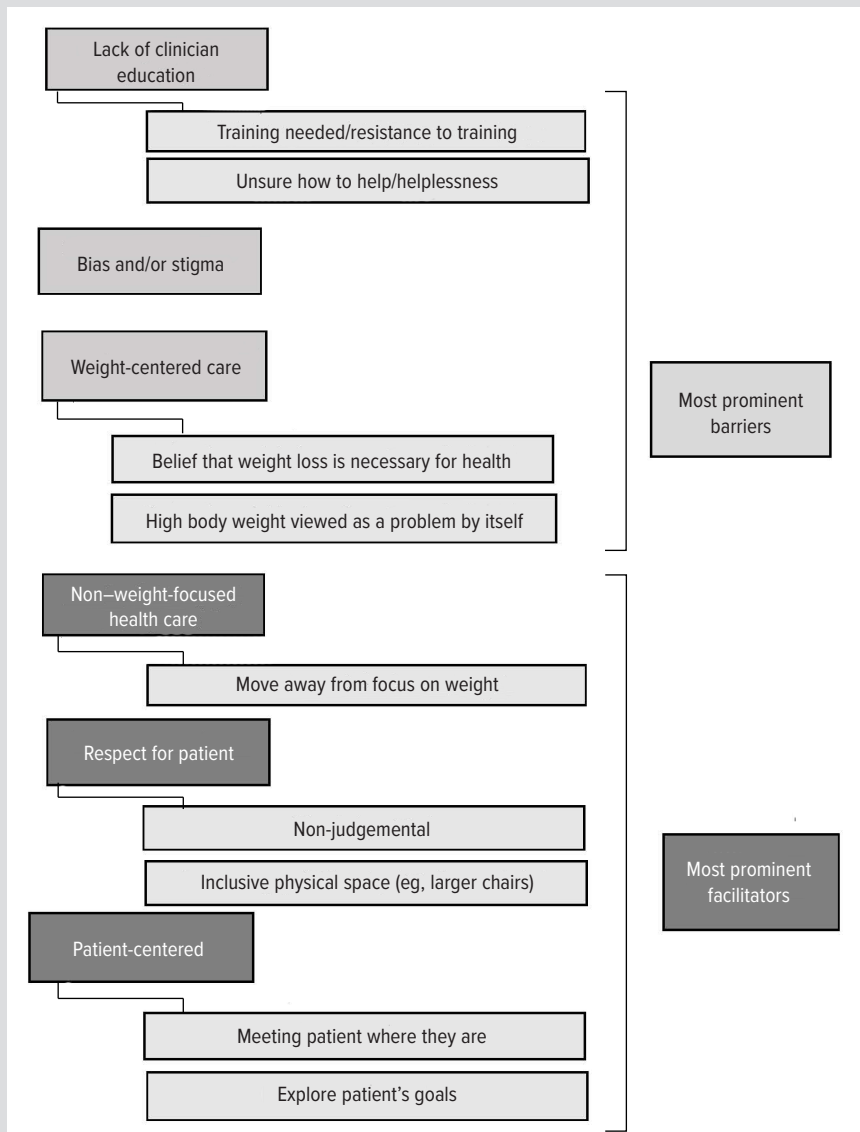 Lack of clinician
education
Training needed/resistance to training
Unsure how to help/helplessness
Bias and/or stigma
Weight-centered care
Belief that weight loss is necessary for health
High body weight viewed as a problem by itself
Most prominent
barriers
Non–weight-focused
health care
Move away from focus on weight
Respect for patient
Non-judgemental
Inclusive physical space (eg, larger chairs)
Patient-centered
Meeting patient where they are
Explore patient’s goals
Most prominent
facilitators